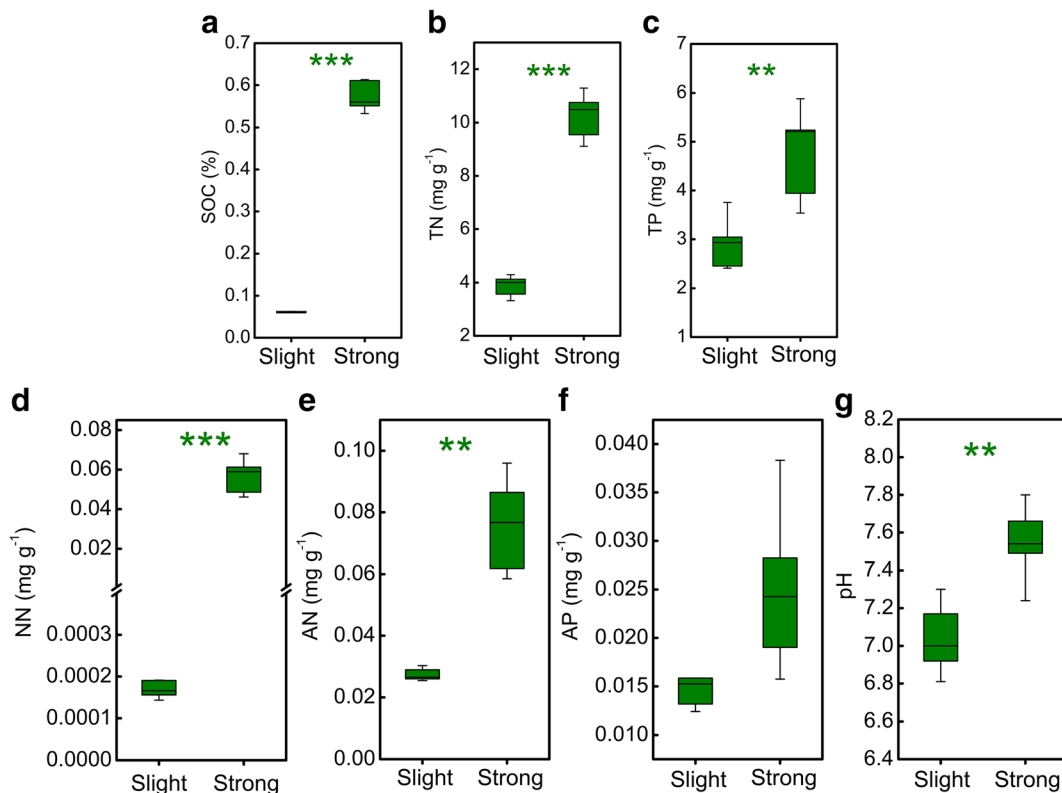 a
SOC (%)
0.7
0.6
0.5
0.4
0.3
0.2
0.1
0.0
***
Slight Strong
b
TN (mg g-1)
12
10
8
6
4
2
***
Slight Strong
c
TP (mg g-1)
7
6
5
4
3
2
1
**
Slight Strong
d
NN (mg g-1)
0.08
0.06
0.04
0.02
0.0003
0.0002
0.0001
0.0000
***
Slight Strong
e
AN (mg g-1)
0.10
0.08
0.06
0.04
0.02
0.00
**
Slight Strong
f
AP (mg g-1)
0.040
0.035
0.030
0.025
0.020
0.015
0.010
Slight Strong
g
pH
8.2
8.0
7.8
7.6
7.4
7.2
7.0
6.8
6.6
6.4
**
Slight Strong